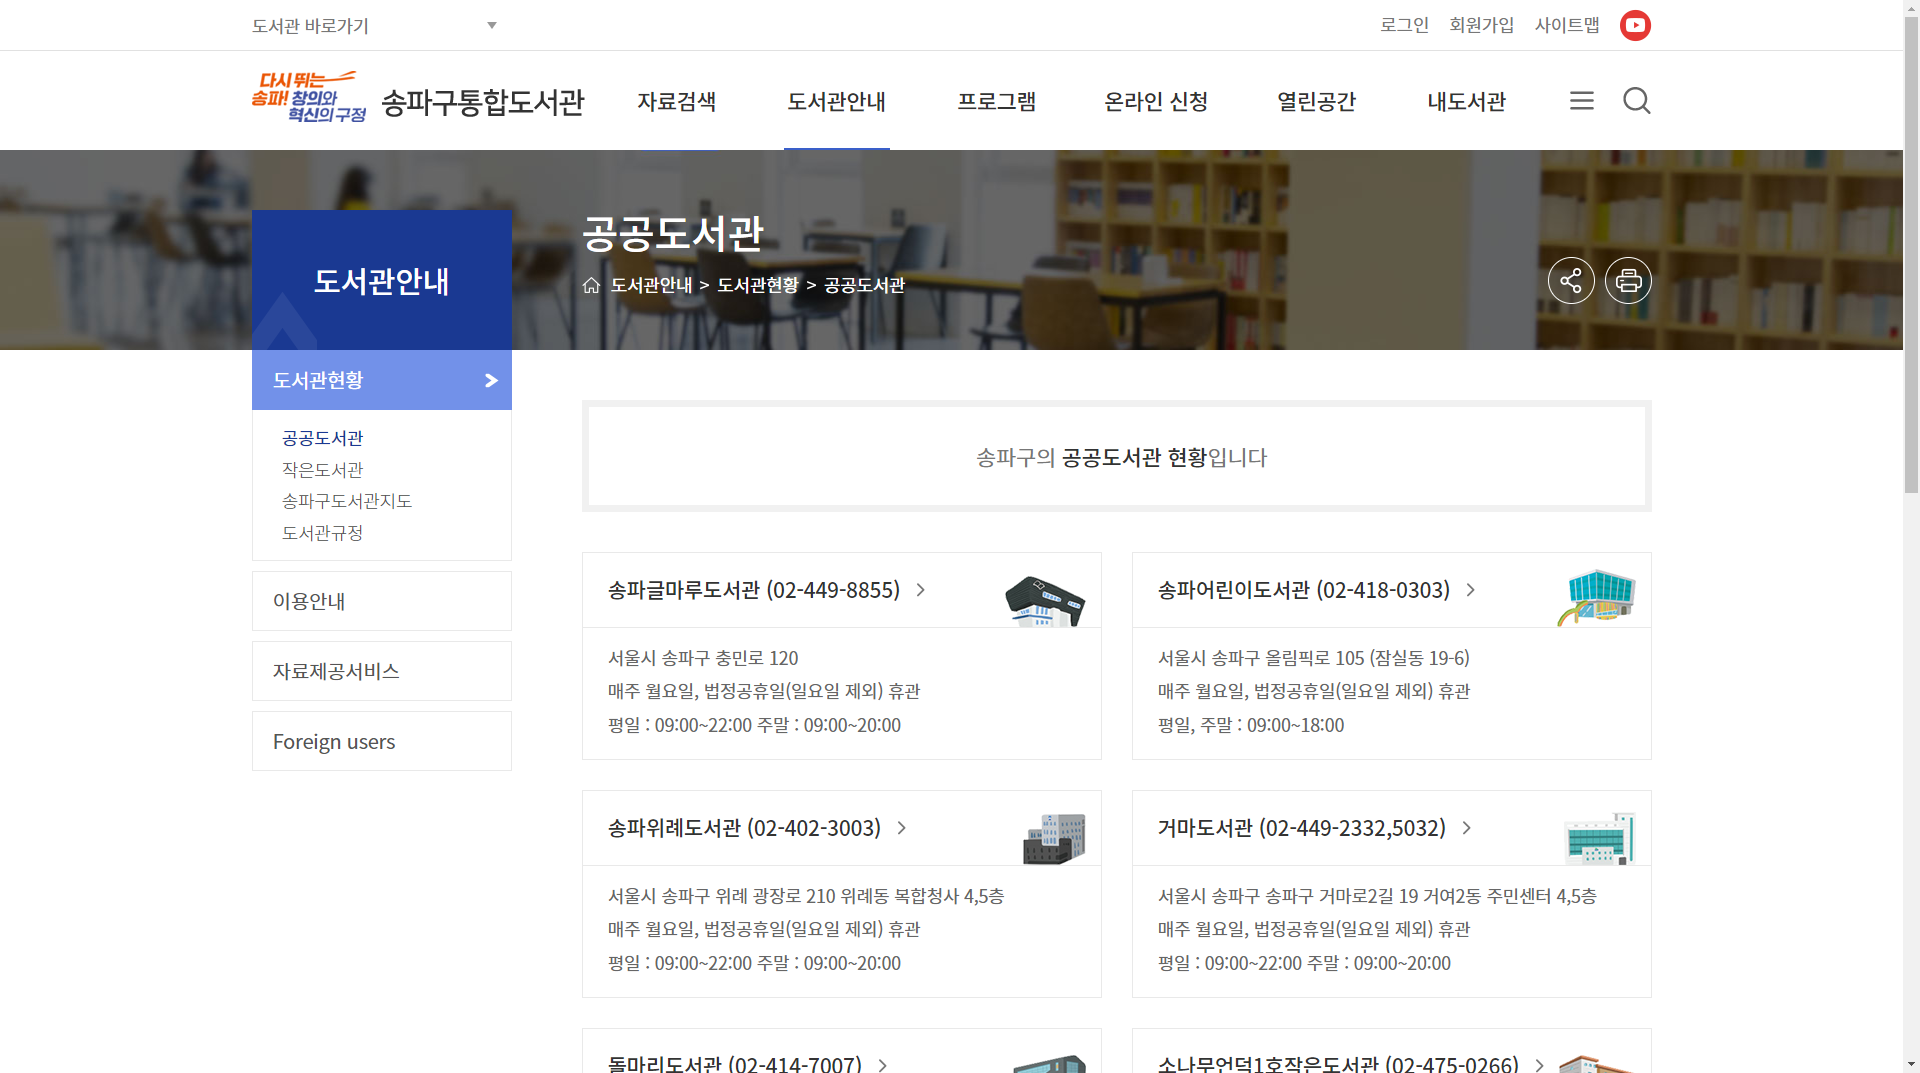 도서관 바로가기
로그인 회원가입 사이트맵
다시 뛰는
송파! 창의와
혁신의 구정
송파구통합도서관
자료검색 도서관안내 프로그램 온라인 신청 열린공간 내도서관
도서관안내
공공도서관
도서관안내 > 도서관현황 > 공공도서관
도서관현황
공공도서관
작은도서관
송파구도서관지도
도서관규정
이용안내
자료제공서비스
Foreign users
송파구의 공공도서관 현황입니다
송파글마루도서관 (02-449-8855)
서울시 송파구 충민로 120
매주 월요일, 법정공휴일(일요일 제외) 휴관
평일 : 09:00~22:00 주말 : 09:00~20:00
송파어린이도서관 (02-418-0303)
서울시 송파구 올림픽로 105 (잠실동 19-6)
매주 월요일, 법정공휴일(일요일 제외) 휴관
평일, 주말 : 09:00~18:00
송파위례도서관 (02-402-3003)
서울시 송파구 위례 광장로 210 위례동 복합청사 4,5층
매주 월요일, 법정공휴일(일요일 제외) 휴관
평일 : 09:00~22:00 주말 : 09:00~20:00
거마도서관 (02-449-2332,5032)
서울시 송파구 송파구 거마로2길 19 거여2동 주민센터 4,5층
매주 월요일, 법정공휴일(일요일 제외) 휴관
평일 : 09:00~22:00 주말 : 09:00~20:00
돌마리도서관 (02-414-7007)
소나무언덕1호작은도서관 (02-475-0266)